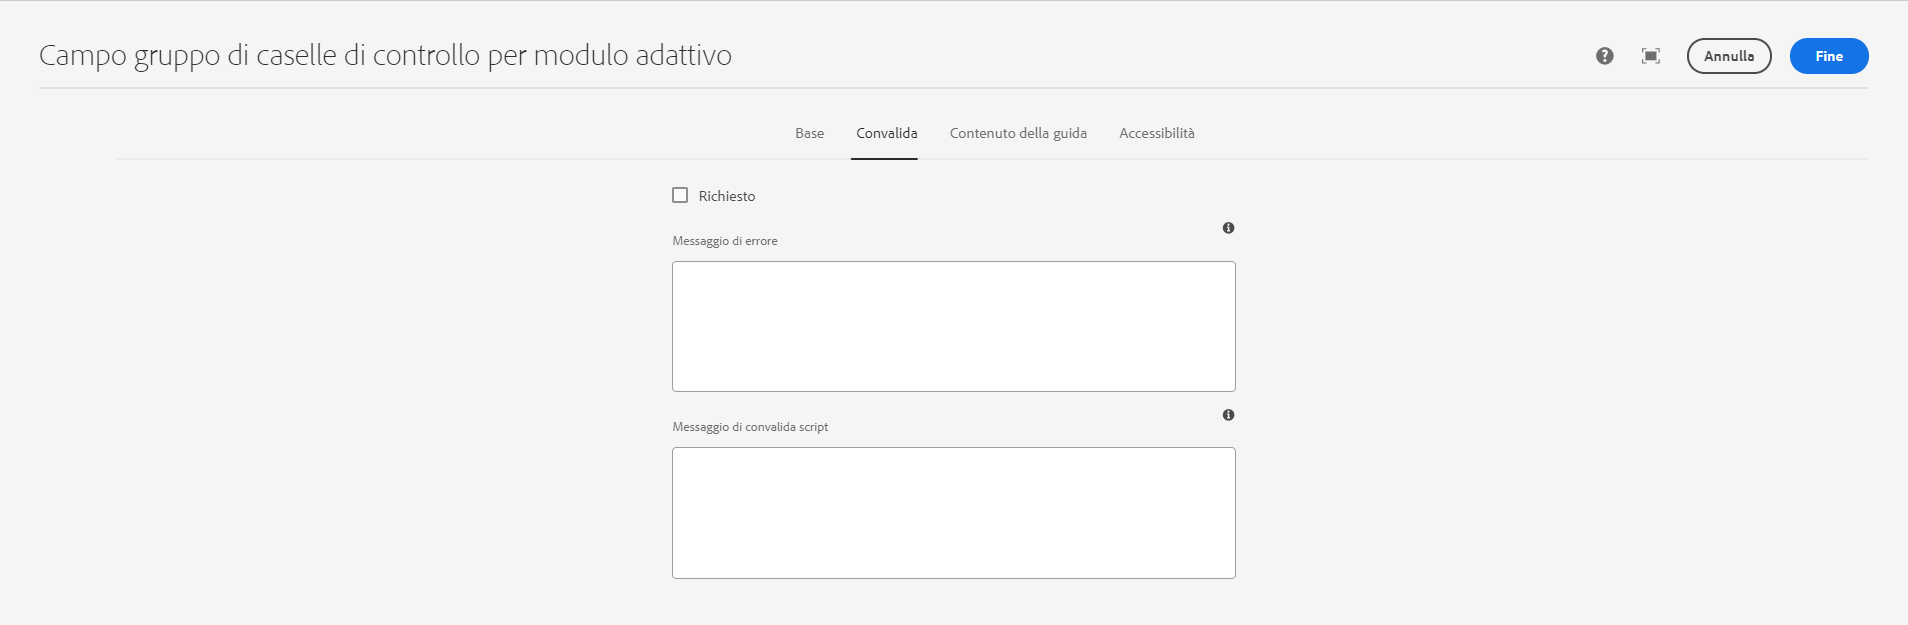 Campo gruppo di caselle di controllo per modulo adattivo
Annulla
Fine
Base
Convalida
Contenuto della guida
Accessibilità
Richiesto
Messaggio di errore
Messaggio di convalida script